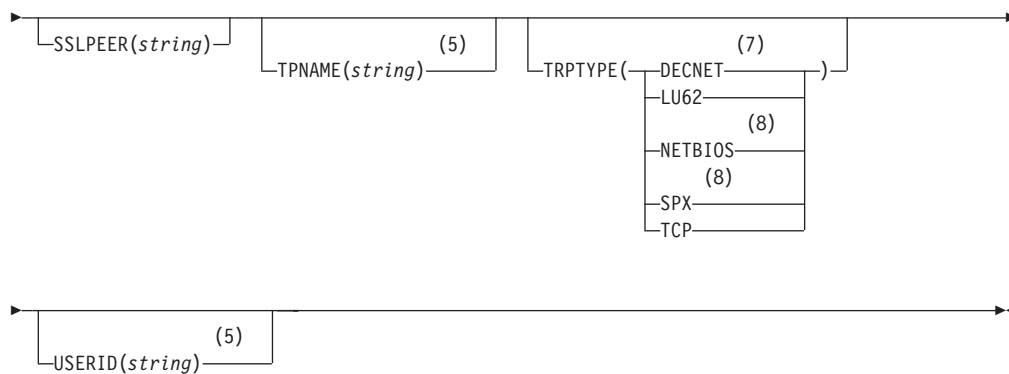 SSLPEER(string)
(5)
TPNAME(string)
(7)
TRPTYPE( DECNET )
LU62
(8)
NETBIOS
(8)
SPX
TCP
(5)
USERID(string)